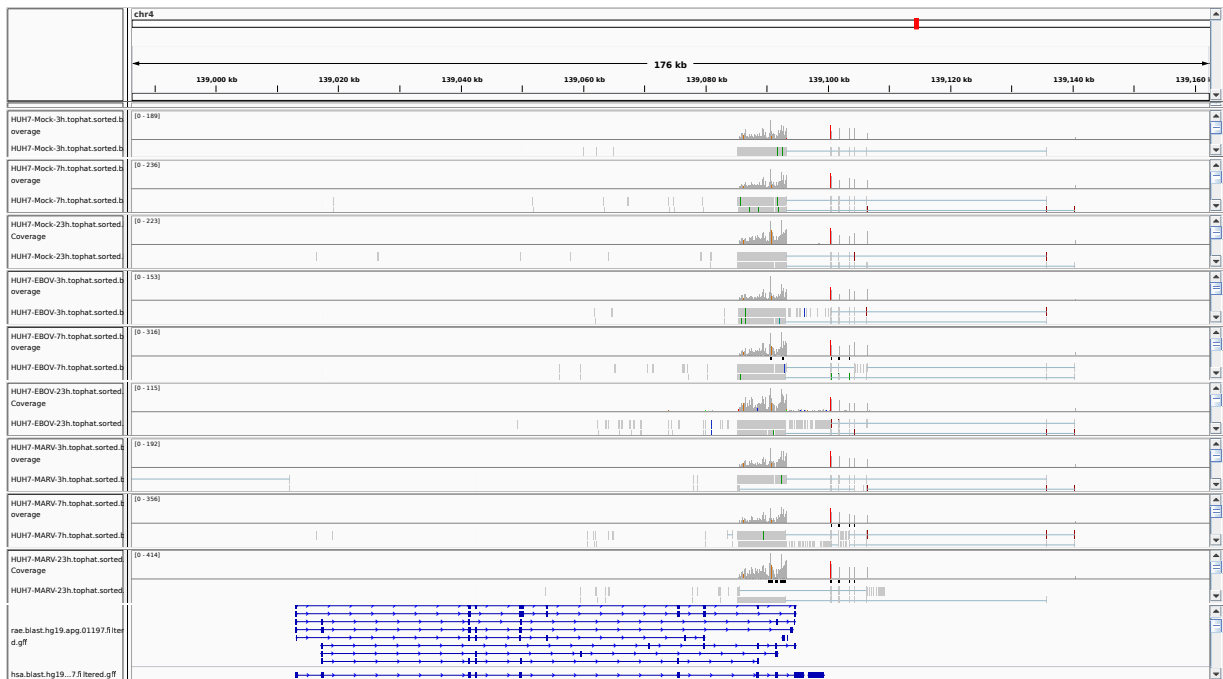 chr4
176 kb
139,000 kb 139,020 kb 139,040 kb 139,060 kb 139,080 kb 139,100 kb 139,120 kb 139,140 kb 139,160
HUH7-Mock-3h.tophat.sorted.b
overage
[0 - 189]
HUH7-Mock-3h.tophat.sorted.b
HUH7-Mock-7h.tophat.sorted.b
overage
[0 - 236]
HUH7-Mock-7h.tophat.sorted.b
HUH7-Mock-23h.tophat.sorted.
Coverage
[0 - 223]
HUH7-Mock-23h.tophat.sorted.
HUH7-EBOV-3h.tophat.sorted.b
overage
[0 - 153]
HUH7-EBOV-3h.tophat.sorted.b
HUH7-EBOV-7h.tophat.sorted.b
overage
[0 - 316]
HUH7-EBOV-7h.tophat.sorted.b
HUH7-EBOV-23h.tophat.sorted.
Coverage
[0 - 115]
HUH7-EBOV-23h.tophat.sorted.
HUH7-MARV-3h.tophat.sorted.b
overage
[0 - 192]
HUH7-MARV-3h.tophat.sorted.b
HUH7-MARV-7h.tophat.sorted.b
overage
[0 - 356]
HUH7-MARV-7h.tophat.sorted.b
HUH7-MARV-23h.tophat.sorted.
Coverage
[0 - 414]
HUH7-MARV-23h.tophat.sorted.
rae.blast.hg19.apg.01197.filter
d.gff
hsa.blast.hg19...7.filtered.gff